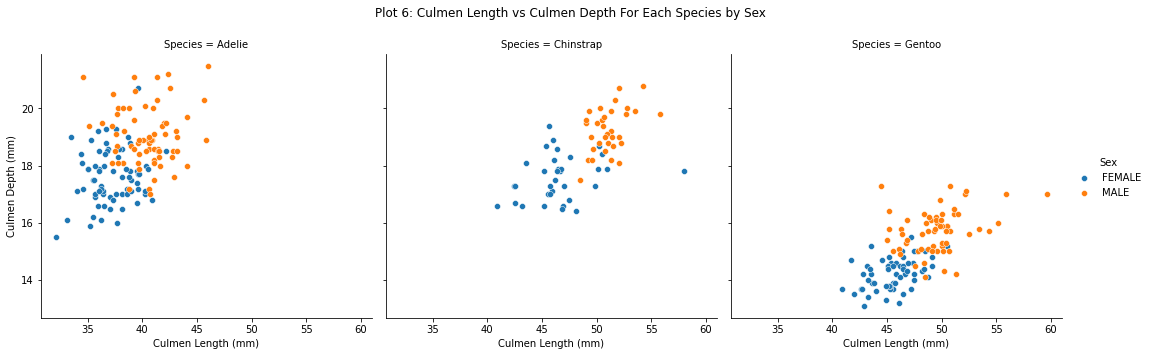 Plot 6: Culmen Length vs Culmen Depth For Each Species by Sex
Species = Adelie
Species = Chinstrap
Species = Gentoo
Culmen Depth (mm)
20
18
16
14
35 40 45 50 55 60
35 40 45 50 55 60
35 40 45 50 55 60
Culmen Length (mm)
Culmen Length (mm)
Culmen Length (mm)
Sex
FEMALE
MALE